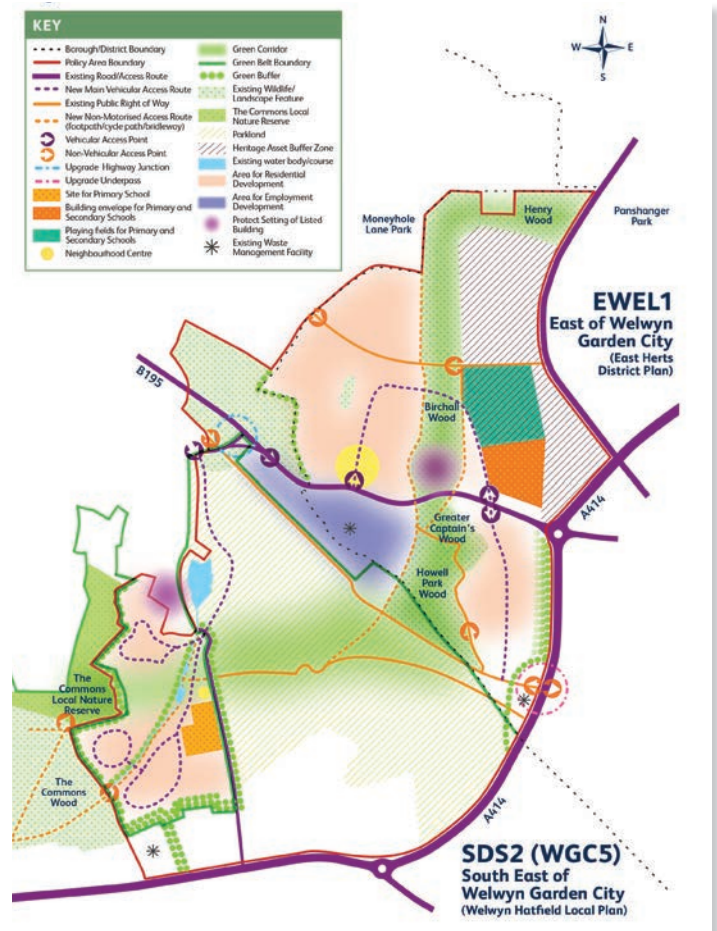 KEY
Borough/District Boundary
Policy Area Boundary
Existing Road/Access Route
New Main Vehicular Access Route
Existing Public Right of Way
New Non-Motorised Access Route
(footpath/cycle path/bridleway)
Vehicular Access Point
Non-Vehicular Access Point
Upgrade Highway Junction
Upgrade Underpass
Site for Primary School
Building envelope for Primary and
Secondary Schools
Playing fields for Primary and
Secondary Schools
Neighbourhood Centre
Green Corridor
Green Belt Boundary
Green Buffer
Existing Wildlife/
Landscape Feature
The Commons Local
Nature Reserve
Parkland
Heritage Asset Buffer Zone
Existing water body/course
Area for Residential
Development
Area for Employment
Development
Protect Setting of Listed
Building
Existing Waste
Management Facility
N
W
E
S
Moneyhole
Lane Park
Henry
Wood
Panshanger
Park
EWEL1
East of Welwyn
Garden City
(East Herts
District Plan)
B195
Birchall
Wood
A414
Greater
Captain's
Wood
Howell
Park
Wood
The
Commons
Local Nature
Reserve
The
Commons
Wood
A414
SDS2 (WGC5)
South East of
Welwyn Garden City
(Welwyn Hatfield Local Plan)